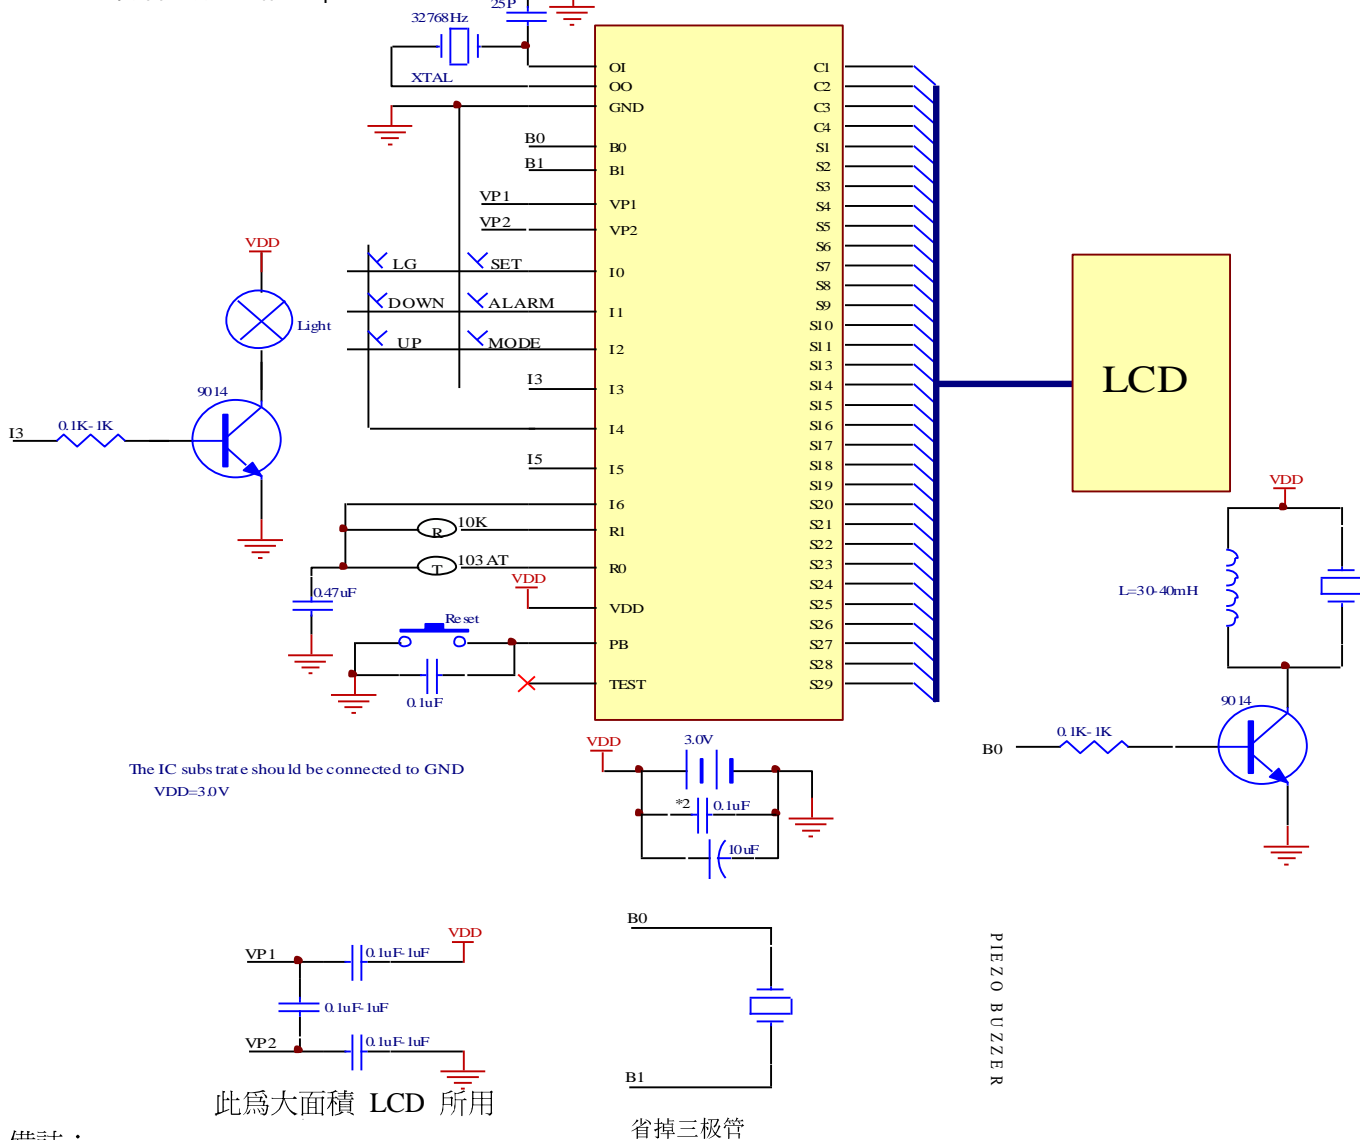 25P
32768Hz
XTAL
OI
OO
GND
B0
B0
B1
B1
VP1
VP1
VP2
VP2
LG
SET
I0
DOWN
ALARM
I1
UP
MODE
I2
I3
I3
I4
I5
I5
I6
10K
R
R1
103AT
T
R0
VDD
VDD
0.47uF
Reset
PB
0.1uF
TEST
C1
C2
C3
C4
S1
S2
S3
S4
S5
S6
S7
S8
S9
S10
S11
S13
S14
S15
S16
S17
S18
S19
S20
S21
S22
S23
S24
S25
S26
S27
S28
S29
LCD
VDD
Light
9014
0.1K-1K
I3
VDD
L=30-40mH
9014
0.1K-1K
B0
The IC substrate should be connected to GND
VDD=3.0V
VDD
3.0V
*2
0.1uF
10uF
VP1
0.1uF-1uF
VDD
0.1uF-1uF
VP2
0.1uF-1uF
此爲大面積 LCD 所用
B0
B1
省掉三极管
PIEZO BUZZER